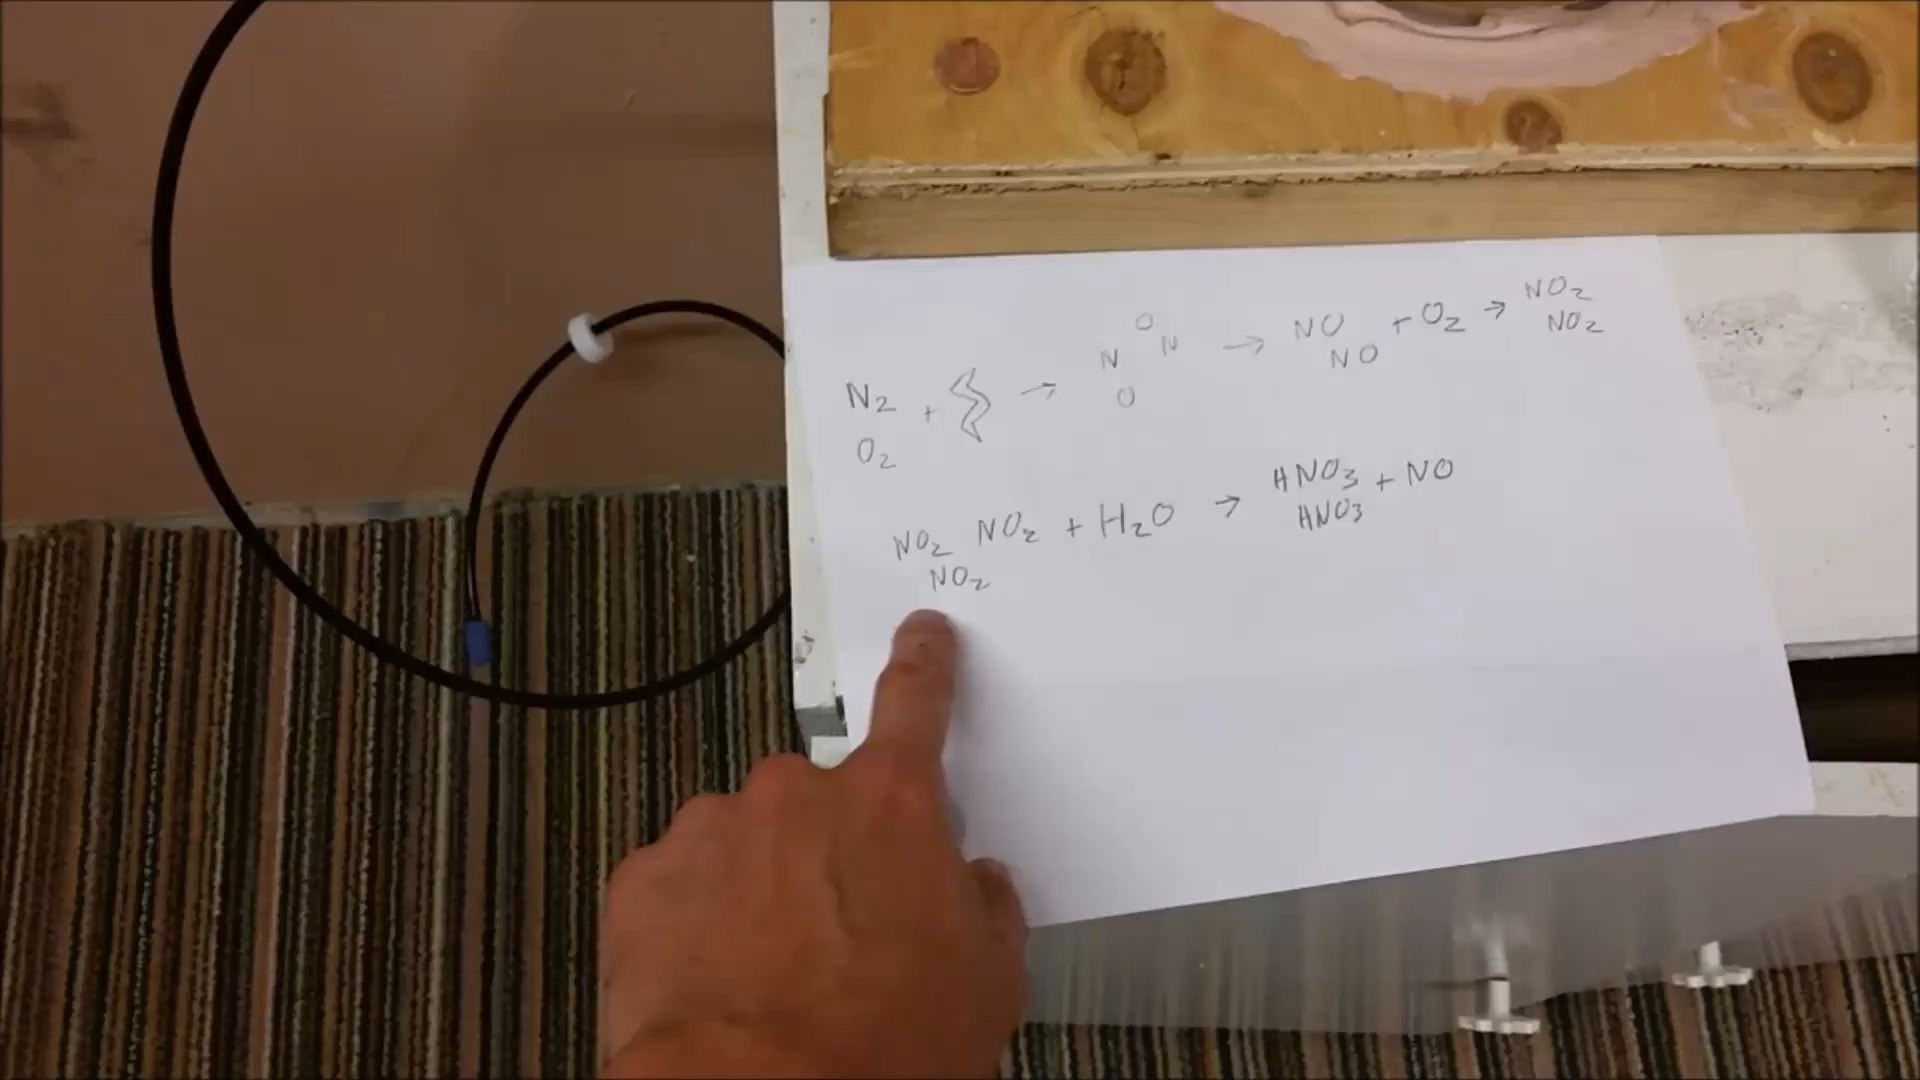 N2 O2 + → N O N O → NO NO + O2 → NO2 NO2
NO2 NO2 NO2 + H2O → HNO3 HNO3 + NO